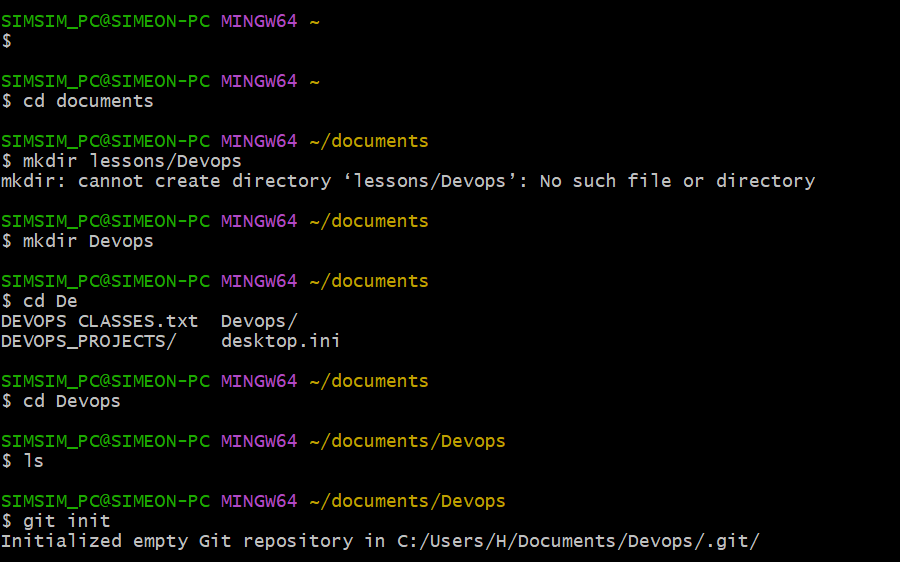 SIMSIM_PC@SIMEON-PC MINGW64 ~
$
SIMSIM_PC@SIMEON-PC MINGW64 ~
$ cd documents
SIMSIM_PC@SIMEON-PC MINGW64 ~/documents
$ mkdir lessons/Devops
mkdir: cannot create directory ‘lessons/Devops’: No such file or directory
SIMSIM_PC@SIMEON-PC MINGW64 ~/documents
$ mkdir Devops
SIMSIM_PC@SIMEON-PC MINGW64 ~/documents
$ cd De
DEVOPS CLASSES.txt  Devops/
DEVOPS_PROJECTS/    desktop.ini
SIMSIM_PC@SIMEON-PC MINGW64 ~/documents
$ cd Devops
SIMSIM_PC@SIMEON-PC MINGW64 ~/documents/Devops
$ ls
SIMSIM_PC@SIMEON-PC MINGW64 ~/documents/Devops
$ git init
Initialized empty Git repository in C:/Users/H/Documents/Devops/.git/